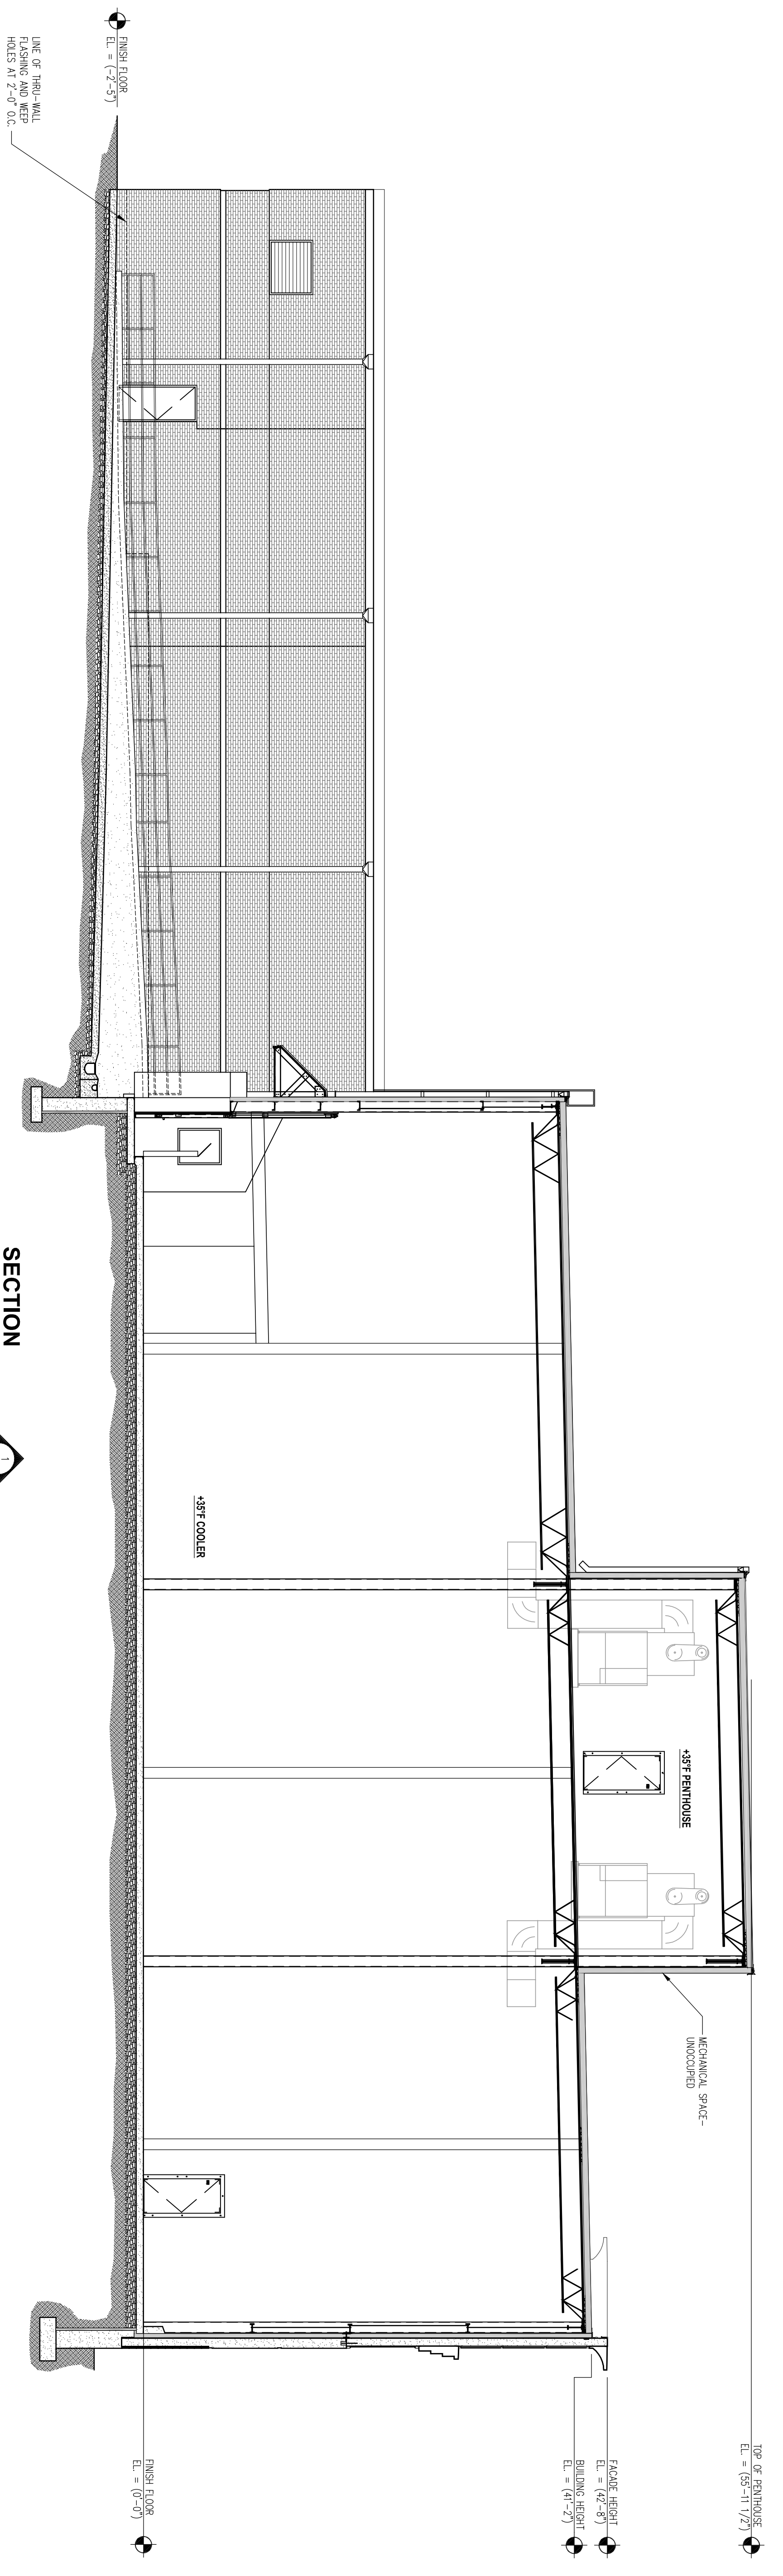 FINISH FLOOR
EL. = (-2'-5")
LINE OF THRU-WALL
FLASHING AND WEEP
HOLES AT 2'-0" O.C.
+35°F COOLER
+35°F PENTHOUSE
MECHANICAL SPACE-
UNOCCUPIED
TOP OF PENTHOUSE
EL. = (55'-11 1/2")
FACADE HEIGHT
EL. = (42'-8")
BUILDING HEIGHT
EL. = (41'-2")
FINISH FLOOR
EL. = (0'-0")
SECTION
1